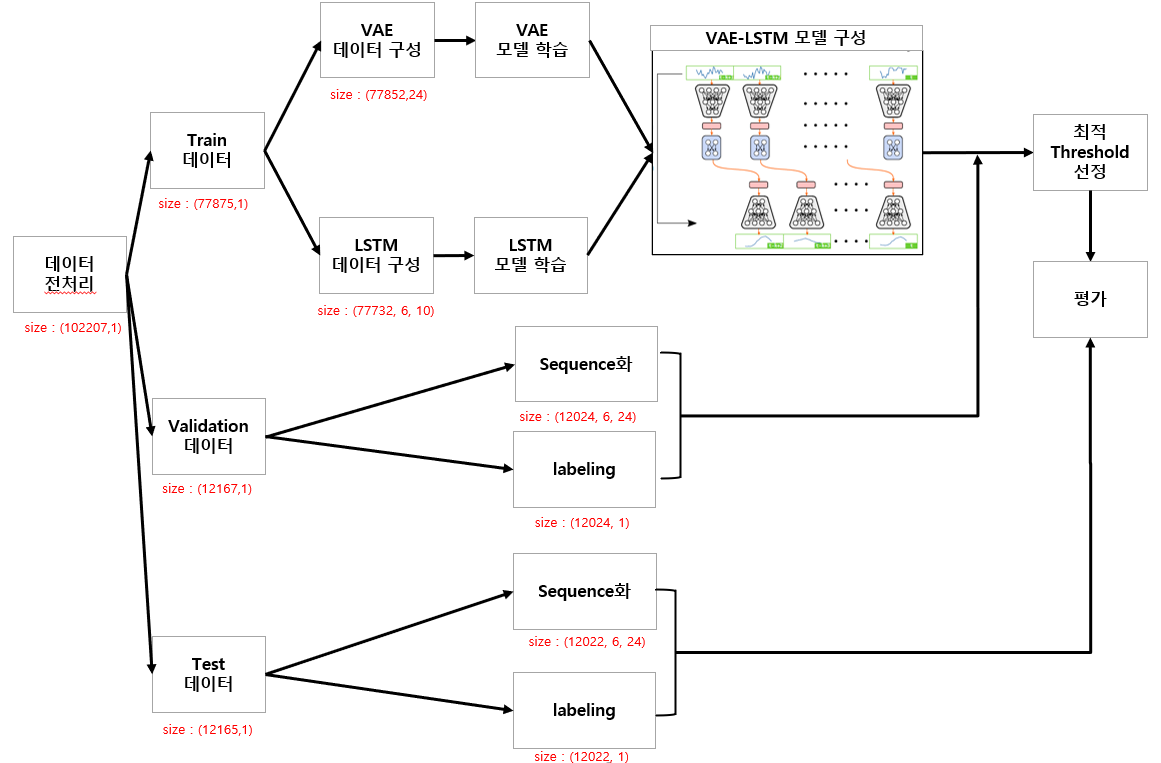 데이터
전처리
size : (102207,1)
Train
데이터
size : (77875,1)
VAE
데이터 구성
size : (77852,24)
VAE
모델 학습
LSTM
데이터 구성
size : (77732, 6, 10)
LSTM
모델 학습
VAE-LSTM 모델 구성
최적
Threshold
선정
평가
Validation
데이터
size : (12167,1)
Sequence화
size : (12024, 6, 24)
labeling
size : (12024, 1)
Test
데이터
size : (12165,1)
Sequence화
size : (12022, 6, 24)
labeling
size : (12022, 1)